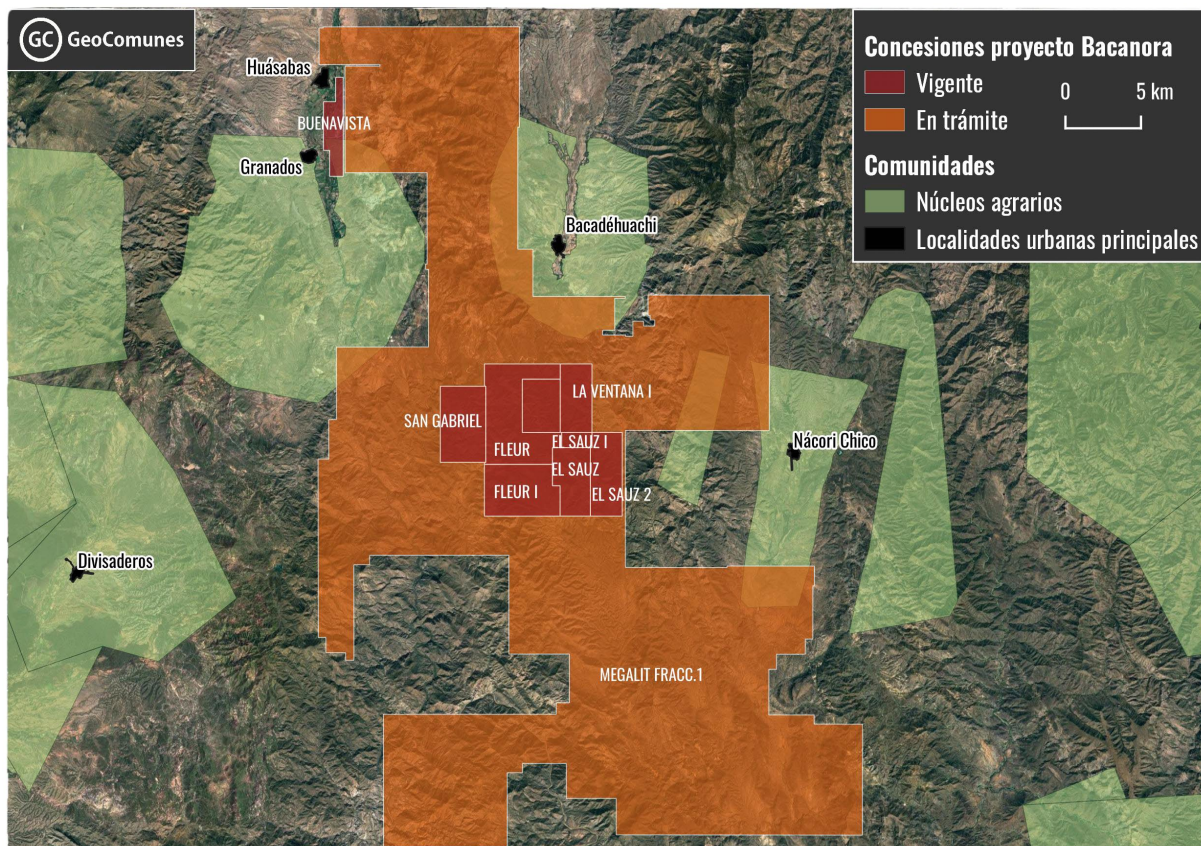 GC GeoComunes
Concesiones proyecto Bacanora
Vigente
En trámite
0 5 km
Comunidades
Núcleos agrarios
Localidades urbanas principales
Huásabas
BUENAVISTA
Granados
Bacadéhuachi
LA VENTANA I
SAN GABRIEL
Nácori Chico
EL SAUZ I
FLEUR
EL SAUZ
FLEUR I
EL SAUZ 2
Divisaderos
MEGALIT FRACC.1